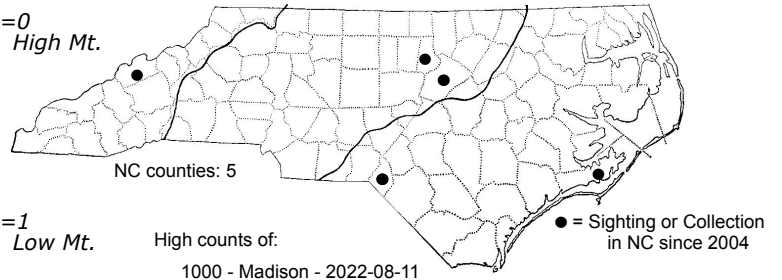 =0
High Mt.
NC counties: 5
=1
Low Mt.
High counts of:
1000 - Madison - 2022-08-11
● = Sighting or Collection
in NC since 2004